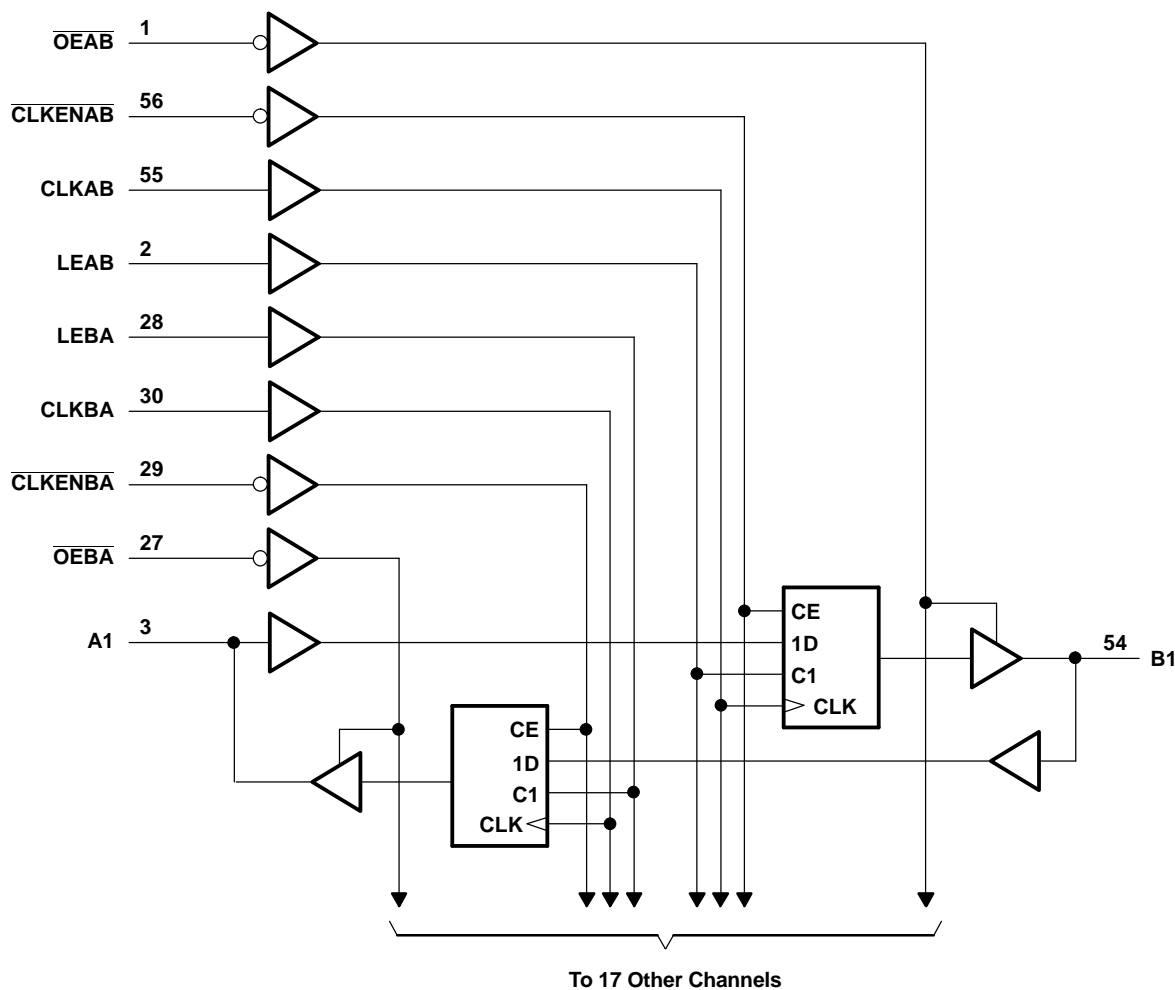 OEAB 1
CLKENAB 56
CLKAB 55
LEAB 2
LEBA 28
CLKBA 30
CLKENBA 29
OEBA 27
A1 3
CE
1D
C1
CLK
54 B1
CE
1D
C1
CLK
To 17 Other Channels